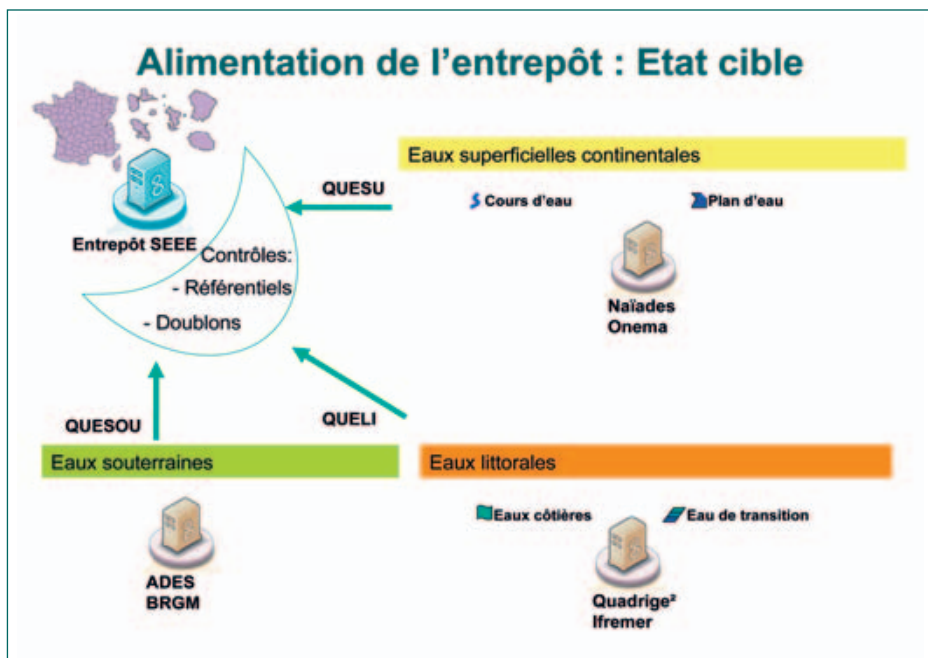 Alimentation de l'entrepôt : Etat cible
Eaux superficielles continentales
QUESU
Cours d'eau
Plan d'eau
Entrepôt SEEE
Contrôles:
- Référentiels
- Doublons
Naïades
Onema
QUESOU
QUELI
Eaux souterraines
Eaux littorales
Eaux côtières
Eau de transition
ADES
BRGM
Quadrige²
Ifremer